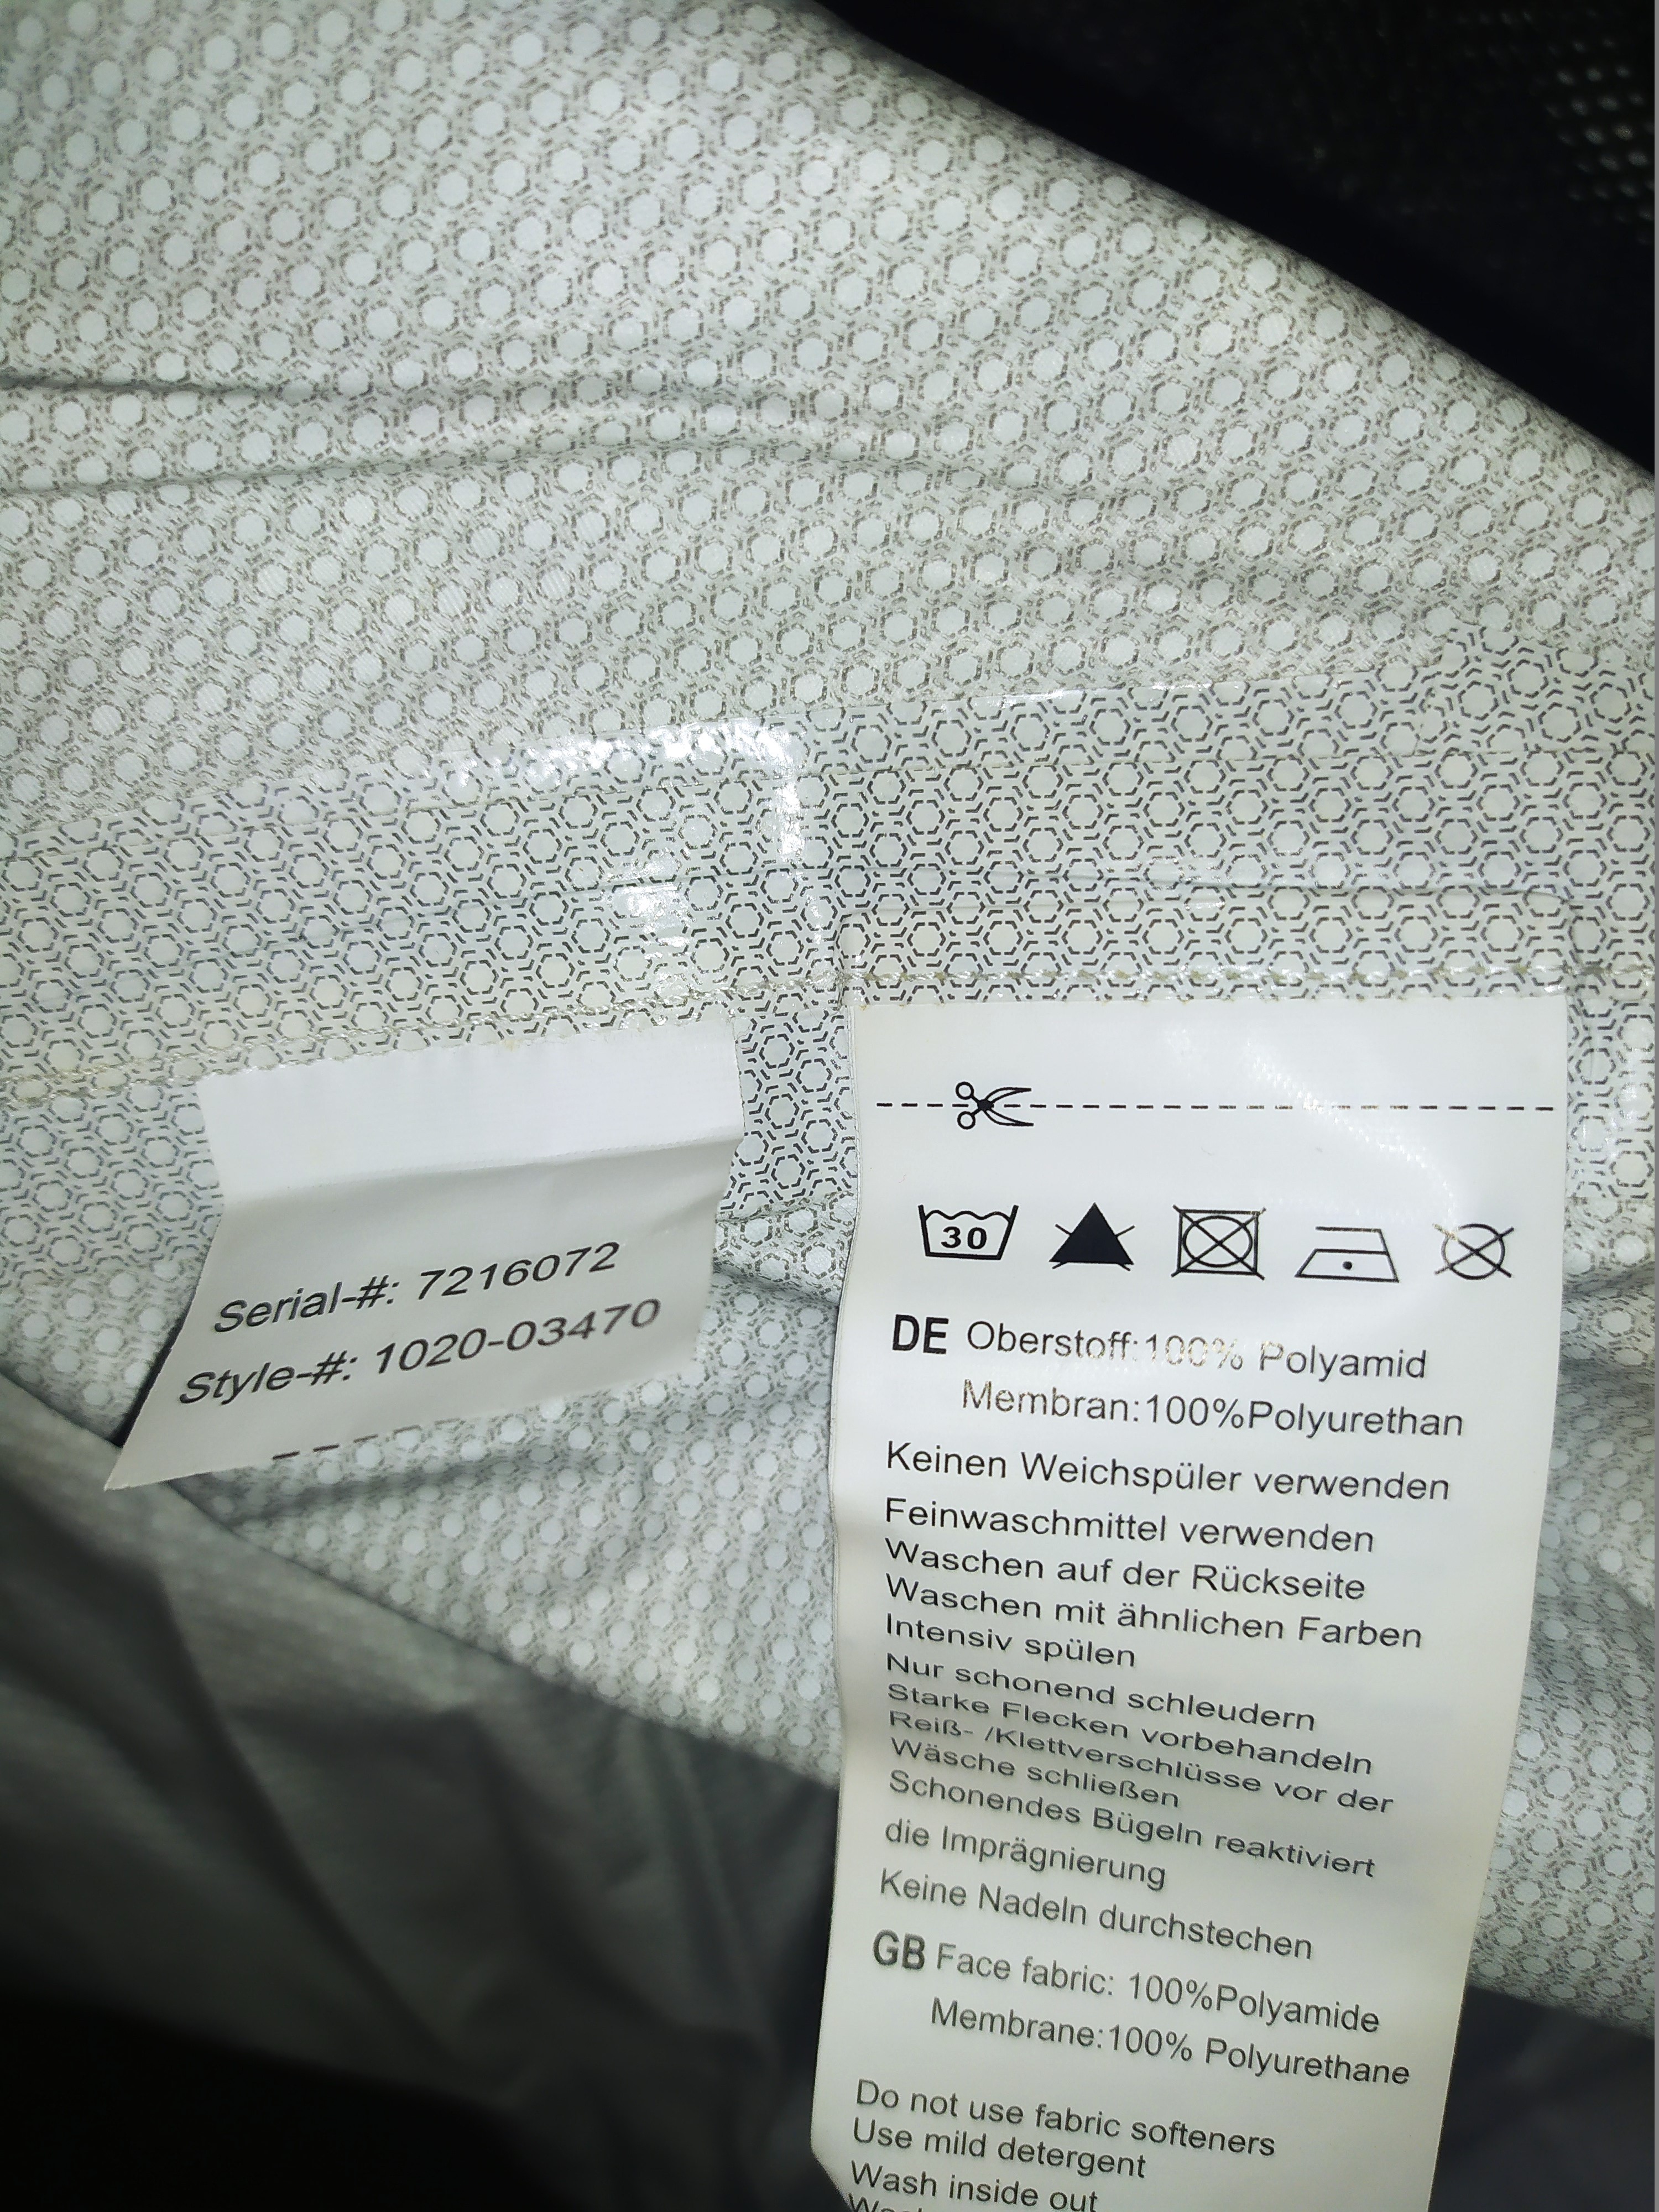 Serial-#: 7216072
Style-#: 1020-03470
30
DE Oberstoff:100% Polyamid
Membran:100%Polyurethan
Keinen Weichspüler verwenden
Feinwaschmittel verwenden
Waschen auf der Rückseite
Waschen mit ähnlichen Farben
Intensiv spülen
Nur schonend schleudern
Starke Flecken vorbehandeln
Reiß- /Klettverschlüsse vor der
Wäsche schließen
Schonendes Bügeln reaktiviert
die Imprägnierung
Keine Nadeln durchstechen
GB Face fabric: 100%Polyamide
Membrane:100% Polyurethane
Do not use fabric softeners
Use mild detergent
Wash inside out